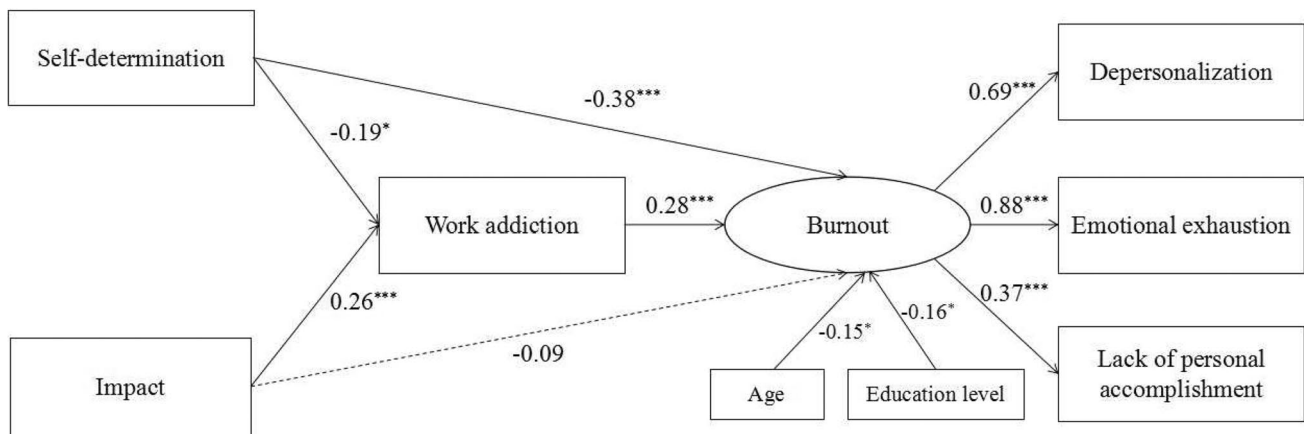 Self-determination
-0.38***
Depersonalization
0.69***
-0.19*
Work addiction
0.28***
Burnout
0.88***
Emotional exhaustion
0.26***
-0.09
-0.15*
-0.16*
0.37***
Impact
Age
Education level
Lack of personal
accomplishment